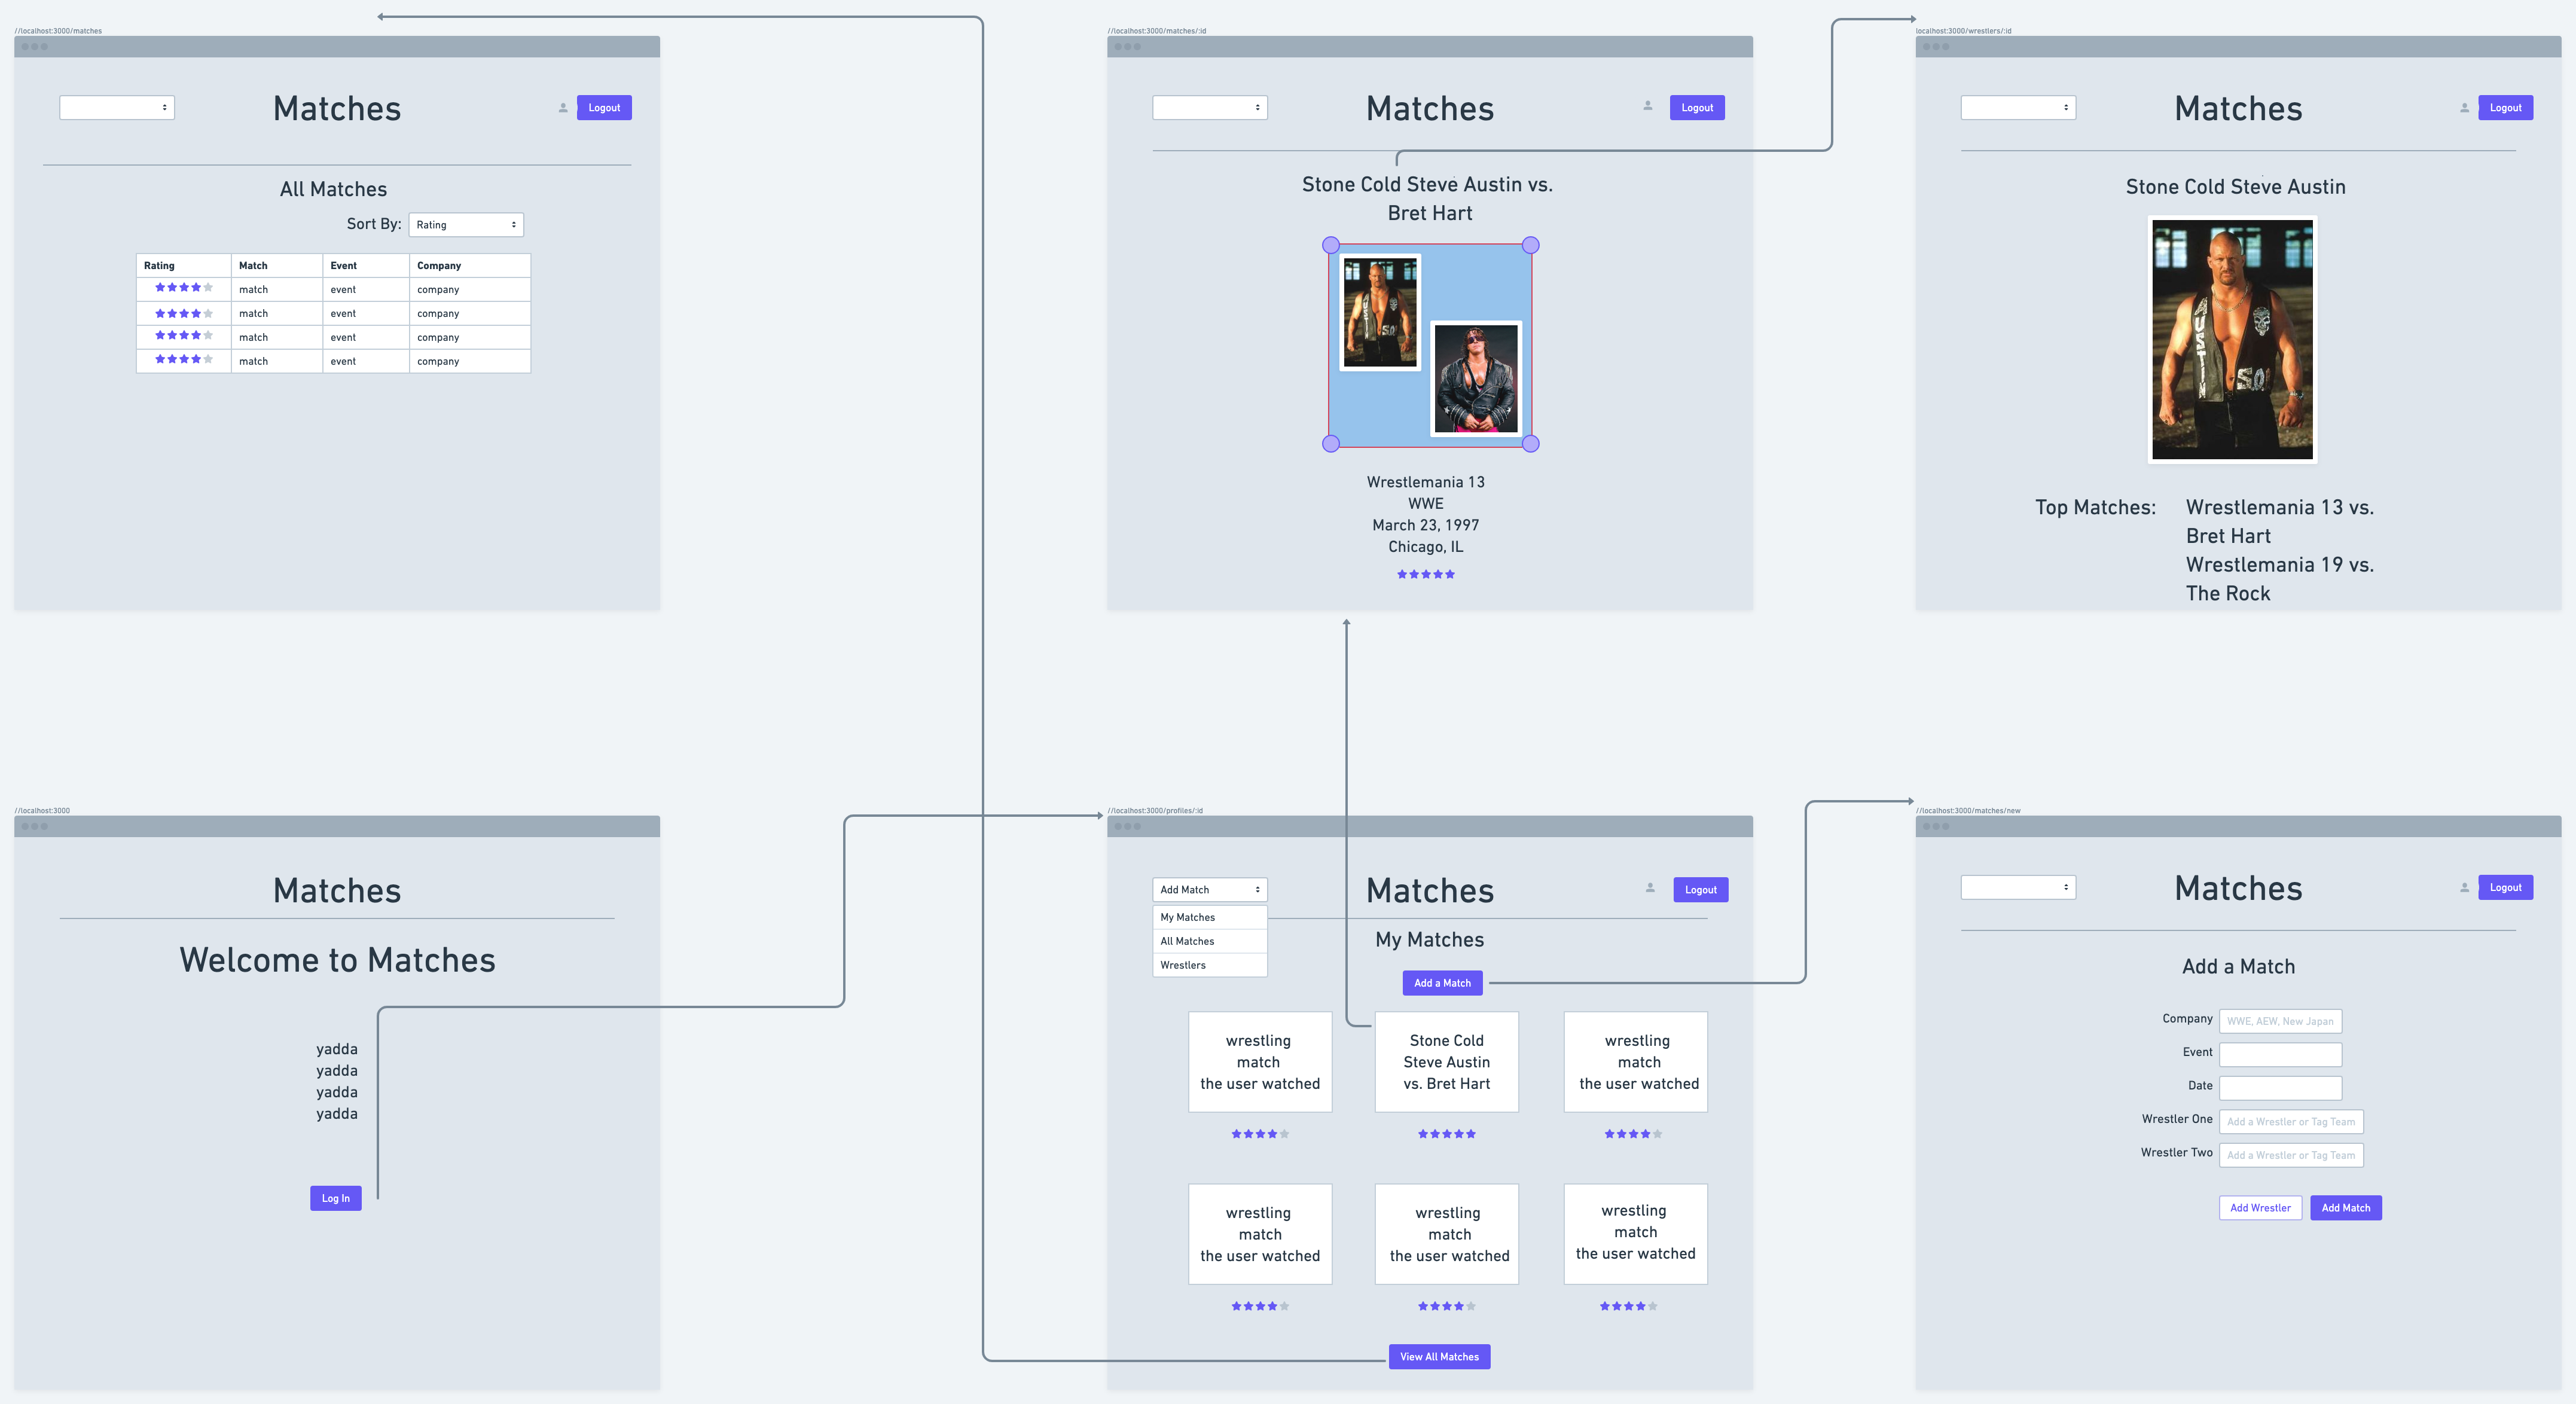 //localhost:3000/matches
Matches
Logout
All Matches
Sort By:
Rating
Rating Match Event Company
match event company
match event company
match event company
match event company
//localhost:3000/matches/:id
Matches
Logout
Stone Cold Steve Austin vs.
Bret Hart
Wrestlemania 13
WWE
March 23, 1997
Chicago, IL
localhost:3000/wrestlers/:id
Matches
Logout
Stone Cold Steve Austin
AUSTIN
Top Matches:
Wrestlemania 13 vs.
Bret Hart
Wrestlemania 19 vs.
The Rock
//localhost:3000
Matches
Welcome to Matches
yadda
yadda
yadda
yadda
Log In
//localhost:3000/profiles/:id
Add Match
My Matches
All Matches
Wrestlers
Matches
Logout
My Matches
Add a Match
wrestling
match
the user watched
Stone Cold
Steve Austin
vs. Bret Hart
wrestling
match
the user watched
wrestling
match
the user watched
wrestling
match
the user watched
wrestling
match
the user watched
View All Matches
//localhost:3000/matches/new
Matches
Logout
Add a Match
Company WWE, AEW, New Japan
Event
Date
Wrestler One Add a Wrestler or Tag Team
Wrestler Two Add a Wrestler or Tag Team
Add Wrestler
Add Match